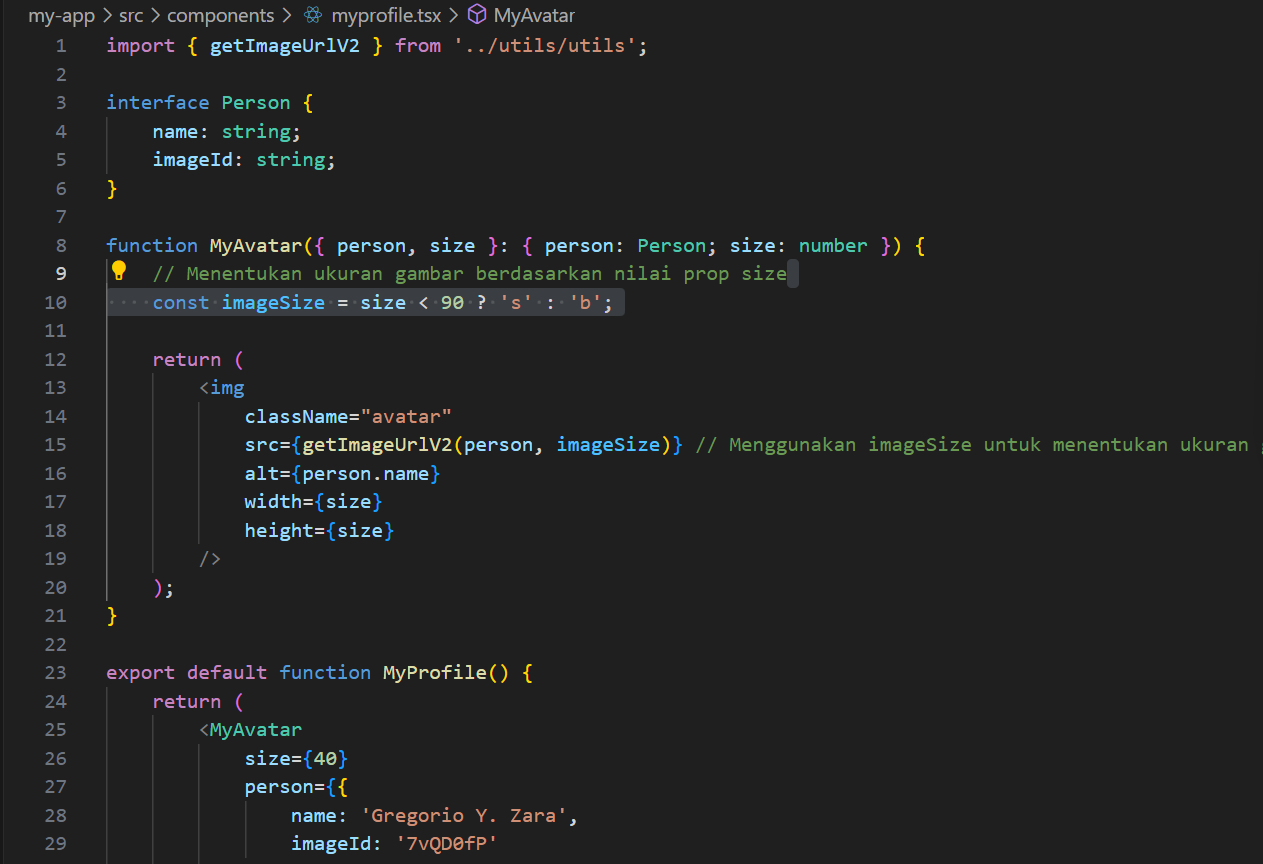 my-app > src > components > myprofile.tsx > MyAvatar
1 import { getImageUrlV2 } from '../utils/utils';
2
3 interface Person {
4 name: string;
5 imageId: string;
6 }
7
8 function MyAvatar({ person, size }: { person: Person; size: number }) {
9 // Menentukan ukuran gambar berdasarkan nilai prop size
10 const imageSize = size < 90 ? 's' : 'b';
11
12 return (
13 <img
14 className="avatar"
15 src={getImageUrlV2(person, imageSize)} // Menggunakan imageSize untuk menentukan ukuran
16 alt={person.name}
17 width={size}
18 height={size}
19 />
20 );
21 }
22
23 export default function MyProfile() {
24 return (
25 <MyAvatar
26 size={40}
27 person={{
28 name: 'Gregorio Y. Zara',
29 imageId: '7vQD0fP'